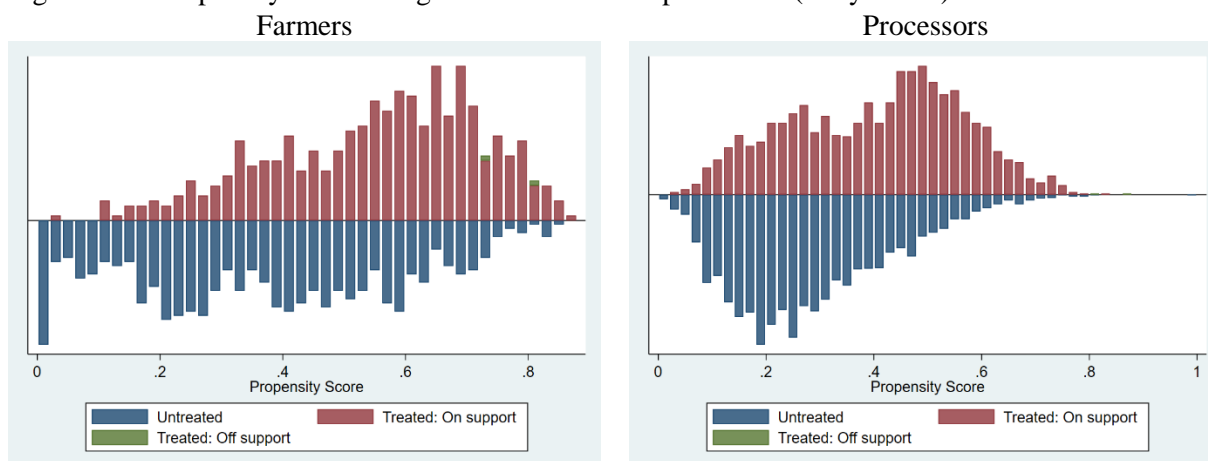 Farmers
Processors
0 .2 .4 .6 .8
Propensity Score
Untreated Treated: On support
Treated: Off support
0 .2 .4 .6 .8 1
Propensity Score
Untreated Treated: On support
Treated: Off support